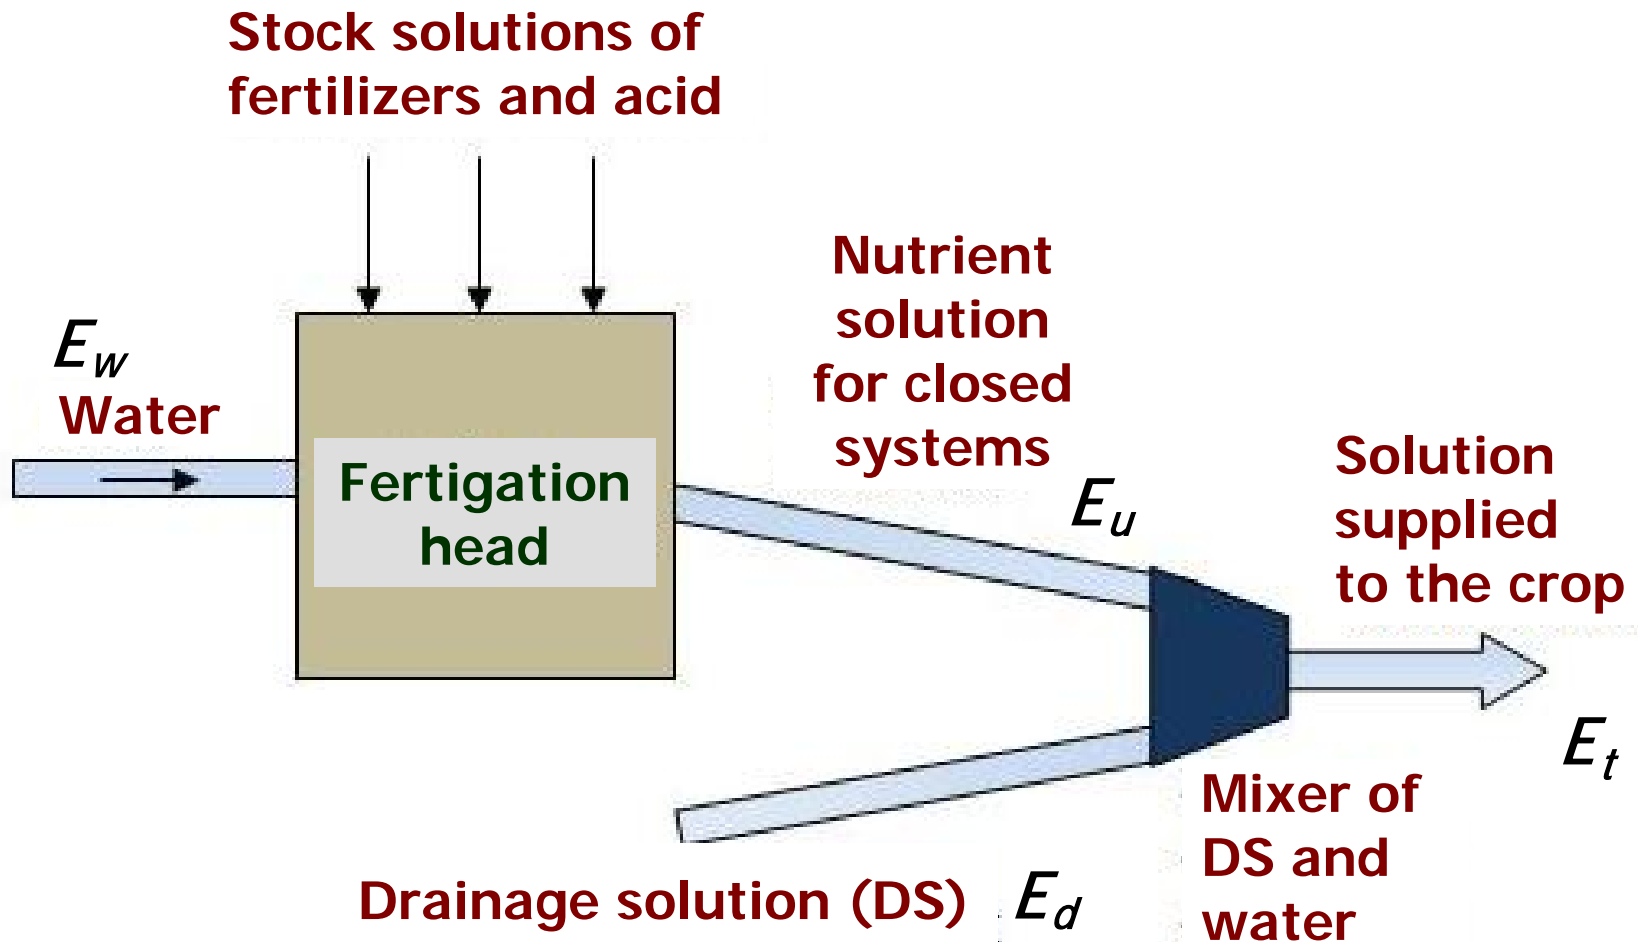 Stock solutions of
fertilizers and acid
E_w
Water
Fertigation
head
Nutrient
solution
for closed
systems
E_u
Solution
supplied
to the crop
E_t
Mixer of
DS and
water
Drainage solution (DS) E_d